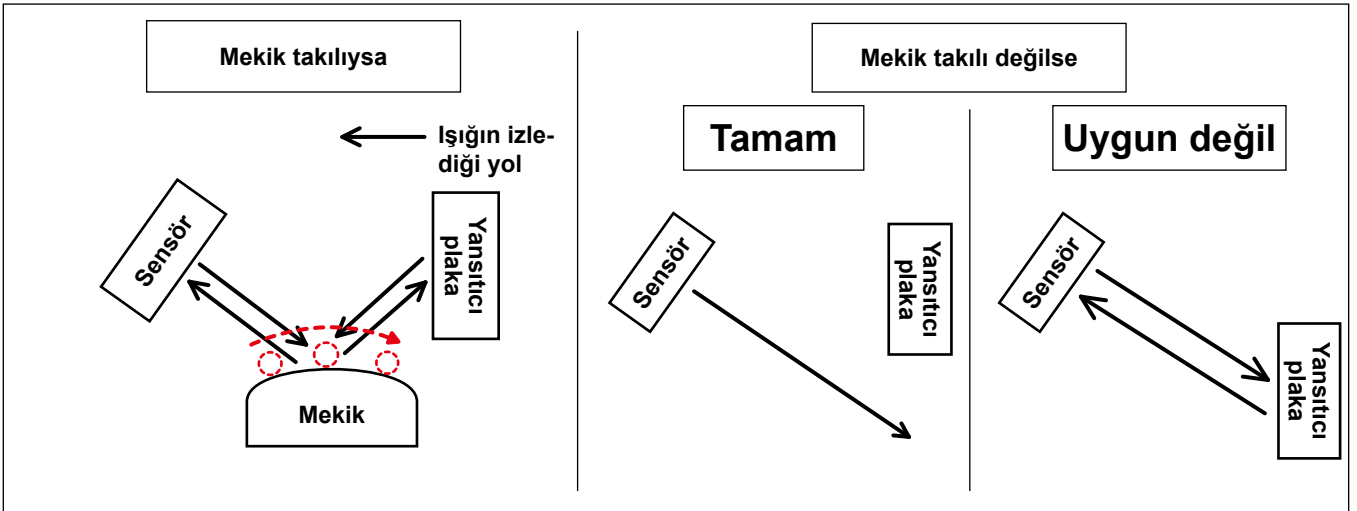 Mekik takılıysa
Işığın izle-
diği yol
Sensör
Yansıtıcı
plaka
Mekik
Mekik takılı değilse
Tamam
Sensör
Yansıtıcı
plaka
Uygun değil
Sensör
Yansıtıcı
plaka